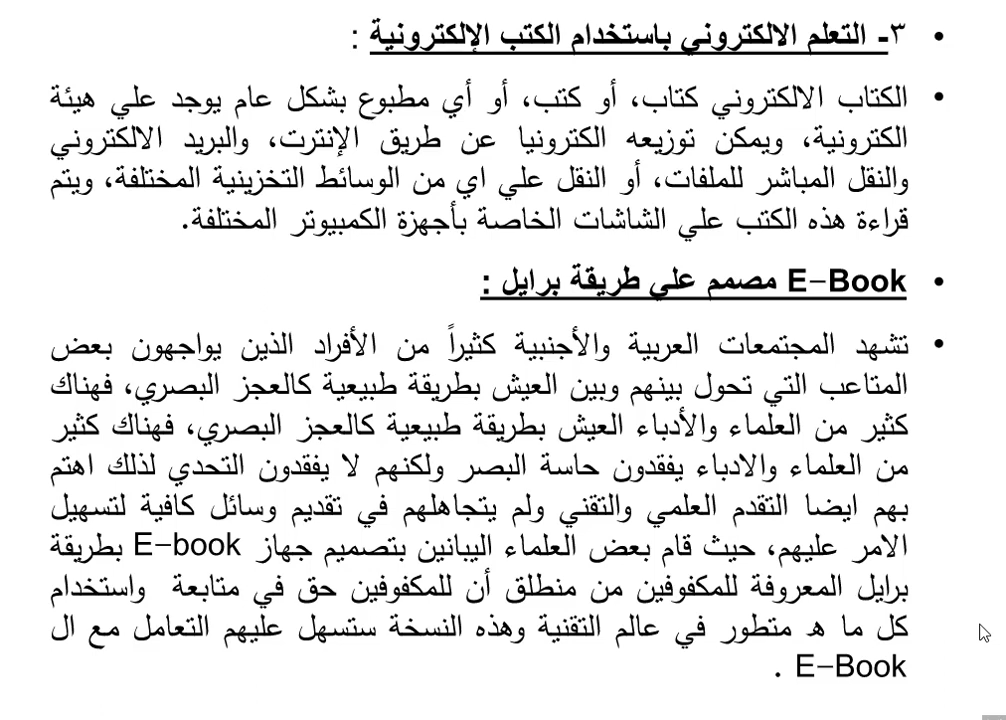 • ٣- التعلم الالكتروني باستخدام الكتب الإلكترونية :
• الكتاب الالكتروني كتاب، أو كتب، أو أي مطبوع بشكل عام يوجد علي هيئة
الكترونية، ويمكن توزيعه الكترونيا عن طريق الإنترت، والبريد الالكتروني
والنقل المباشر للملفات، أو النقل علي اي من الوسائط التخزينية المختلفة، ويتم
قراءة هذه الكتب علي الشاشات الخاصة بأجهزة الكمبيوتر المختلفة.
• E-Book مصمم علي طريقة برايل :
• تشهد المجتمعات العربية والأجنبية كثيراً من الأفراد الذين يواجهون بعض
المتاعب التي تحول بينهم وبين العيش بطريقة طبيعية كالعجز البصري، فهناك
كثير من العلماء والأدباء العيش بطريقة طبيعية كالعجز البصري، فهناك كثير
من العلماء والادباء يفقدون حاسة البصر ولكنهم لا يفقدون التحدي لذلك اهتم
بهم ايضا التقدم العلمي والتقني ولم يتجاهلهم في تقديم وسائل كافية لتسهيل
الامر عليهم، حيث قام بعض العلماء اليبانين بتصميم جهاز E-book بطريقة
برايل المعروفة للمكفوفين من منطلق أن للمكفوفين حق في متابعة واستخدام
كل ما هـ متطور في عالم التقنية وهذه النسخة ستسهل عليهم التعامل مع ال
E-Book .